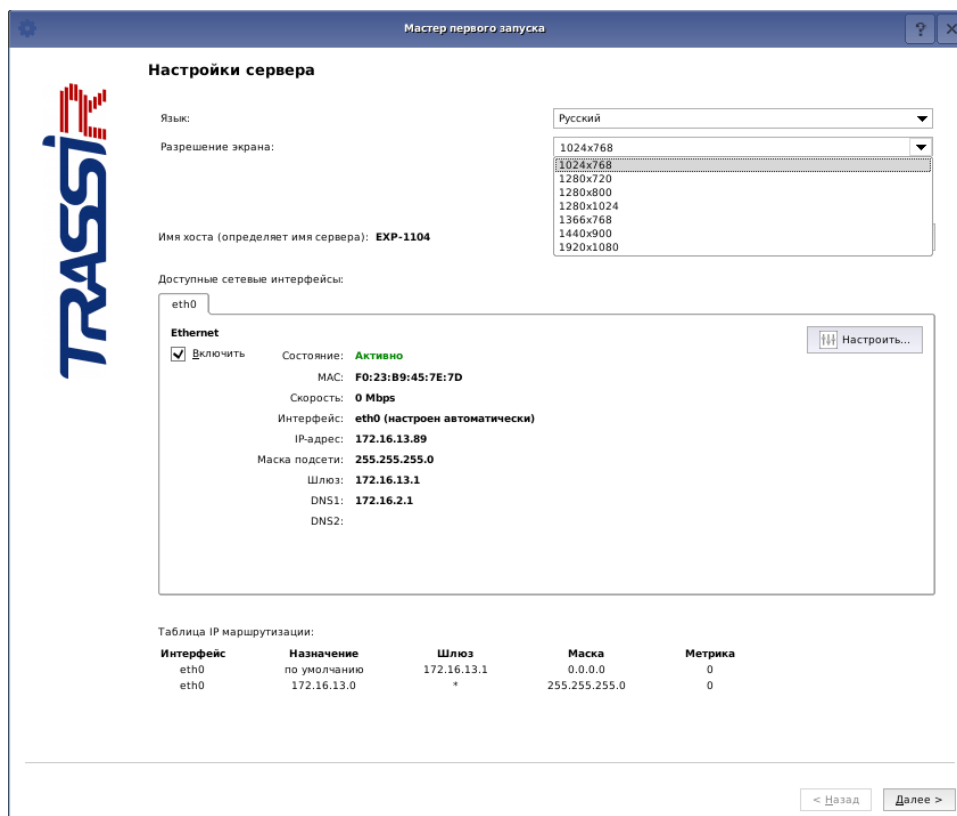 Мастер первого запуска
?
TRASSIR
Настройки сервера
Язык:
Русский
Разрешение экрана:
1024x768
1024x768
1280x720
1280x800
1280x1024
1366x768
1440x900
1920x1080
Имя хоста (определяет имя сервера): EXP-1104
Доступные сетевые интерфейсы:
eth0
Ethernet
Настроить...
Включить
Состояние: Активно
MAC: F0:23:B9:45:7E:7D
Скорость: 0 Mbps
Интерфейс: eth0 (настроен автоматически)
IP-адрес: 172.16.13.89
Маска подсети: 255.255.255.0
Шлюз: 172.16.13.1
DNS1: 172.16.2.1
DNS2:
Таблица IP маршрутизации:
Интерфейс Назначение Шлюз Маска Метрика
eth0 по умолчанию 172.16.13.1 0.0.0.0 0
eth0 172.16.13.0 * 255.255.255.0 0
< Назад
Далее >